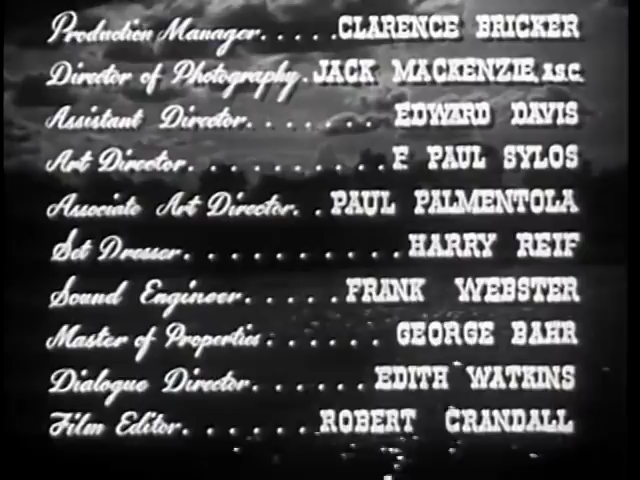 Production Manager.....CLARENCE BRICKER
Director of Photography.JACK MACKENZIE, A.S.C.
Assistant Director.......EDWARD DAVIS
Art Director..........F. PAUL SYLOS
Associate Art Director..PAUL PALMENTOLA
Set Dresser...........HARRY REIF
Sound Engineer.....FRANK WEBSTER
Master of Properties......GEORGE BAHR
Dialogue Director......EDITH WATKINS
Film Editor.......ROBERT CRANDALL